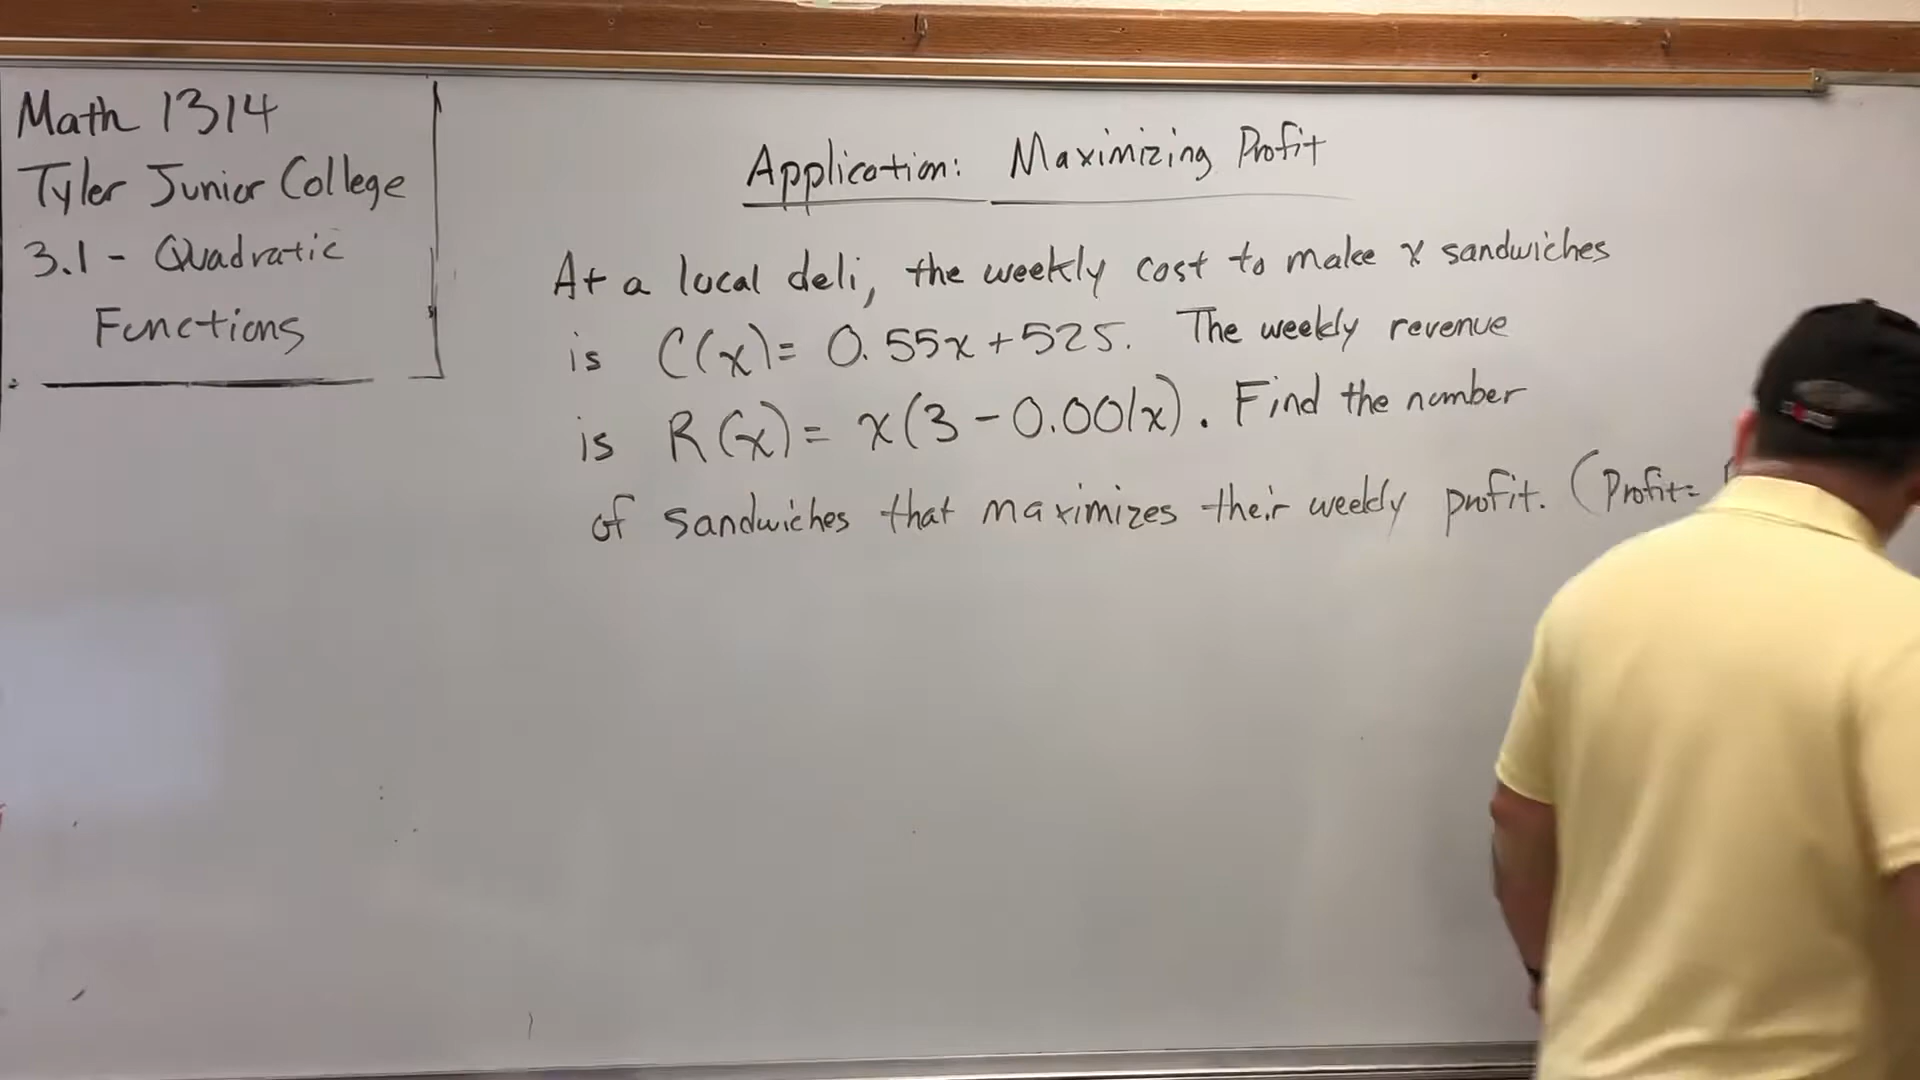 Math 1314
Tyler Junior College
3.1 - Quadratic
Functions
Application: Maximizing Profit
At a local deli, the weekly cost to make x sandwiches
is C(x) = 0.55x + 525. The weekly revenue
is R(x) = x(3 - 0.001x). Find the number
of sandwiches that maximizes their weekly profit. (Profit=